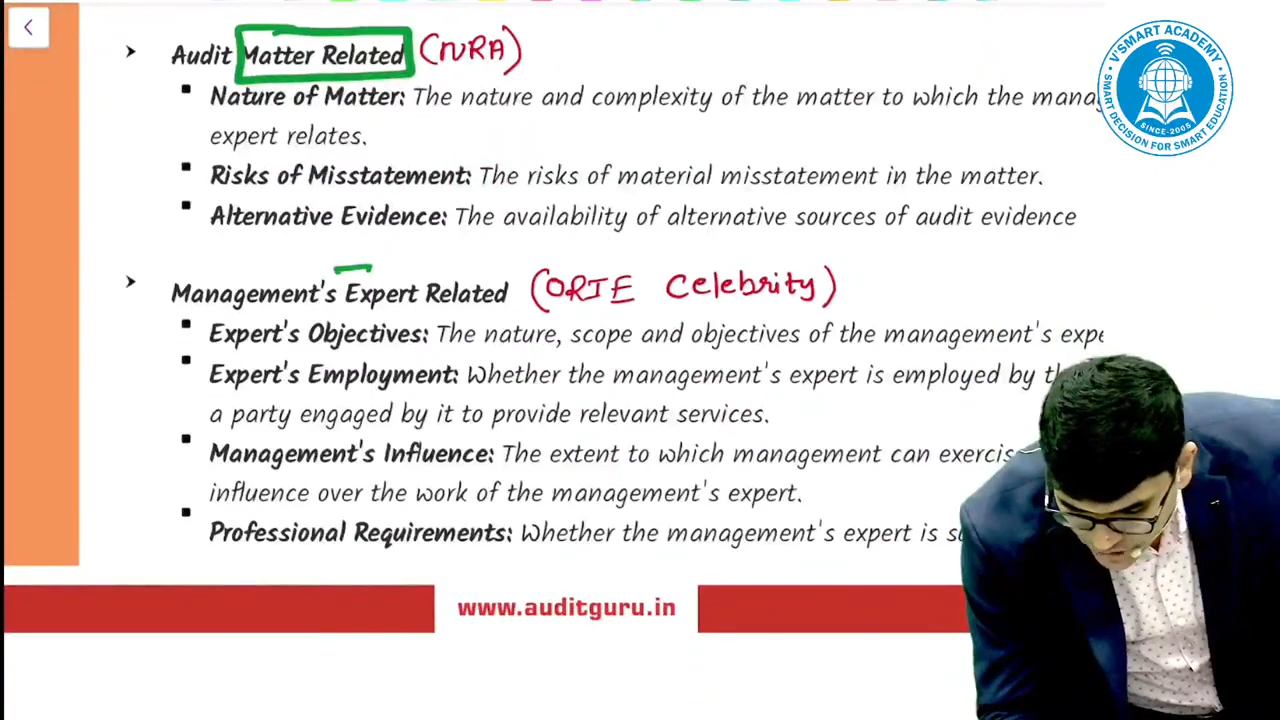 Audit Matter Related (NRA)
Nature of Matter: The nature and complexity of the matter to which the
expert relates.
Risks of Misstatement: The risks of material misstatement in the matter.
Alternative Evidence: The availability of alternative sources of audit evidence
Management's Expert Related (ORIE Celebrity)
Expert's Objectives: The nature, scope and objectives of the management's
Expert's Employment: Whether the management's expert is employed by
a party engaged by it to provide relevant services.
Management's Influence: The extent to which management can
influence over the work of the management's expert.
Professional Requirements: Whether the management's expert is
www.auditguru.in
V'SMART ACADEMY
SMART DECISION FOR SMART EDUCATION
SINCE-2005